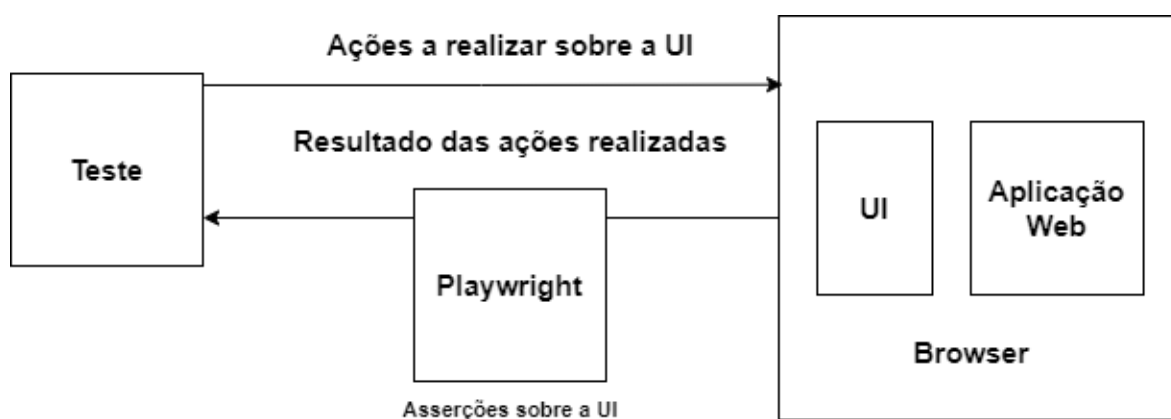 Ações a realizar sobre a UI
Teste
Resultado das ações realizadas
Playwright
Asserções sobre a UI
UI
Aplicação
Web
Browser